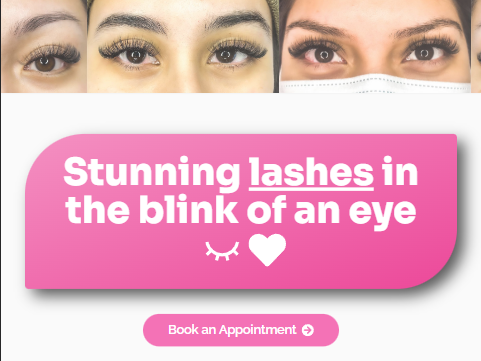 Stunning lashes in
the blink of an eye
Book an Appointment